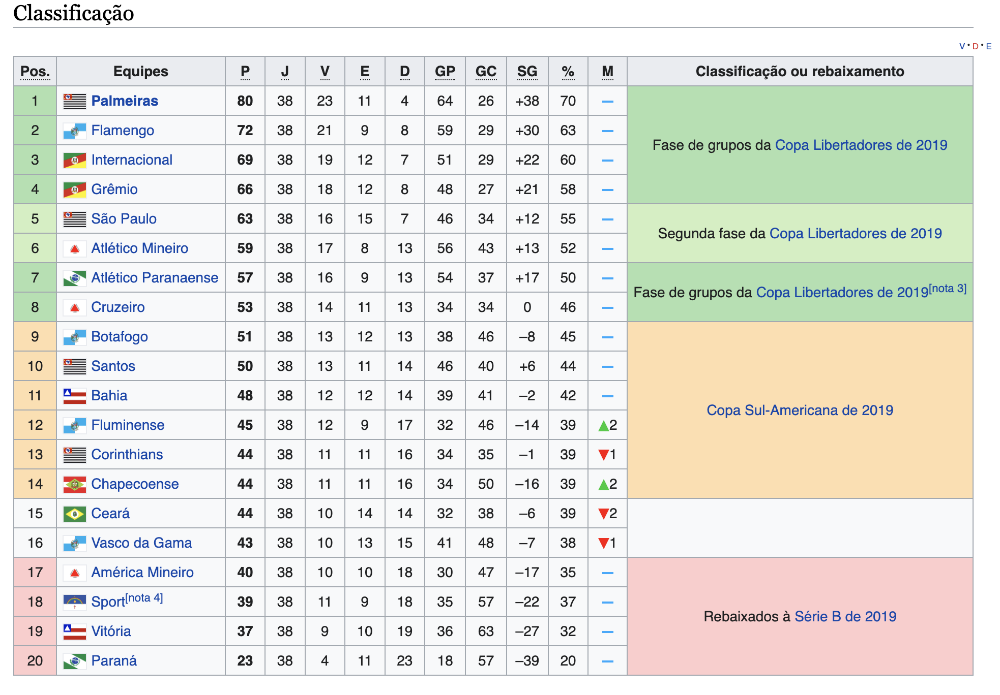 Classificação
V • D • E
Pos. Equipes P J V E D GP GC SG % M Classificação ou rebaixamento
1 Palmeiras 80 38 23 11 4 64 26 +38 70 —
2 Flamengo 72 38 21 9 8 59 29 +30 63 —
Fase de grupos da Copa Libertadores de 2019
3 Internacional 69 38 19 12 7 51 29 +22 60 —
4 Grêmio 66 38 18 12 8 48 27 +21 58 —
5 São Paulo 63 38 16 15 7 46 34 +12 55 —
Segunda fase da Copa Libertadores de 2019
6 Atlético Mineiro 59 38 17 8 13 56 43 +13 52 —
7 Atlético Paranaense 57 38 16 9 13 54 37 +17 50 —
Fase de grupos da Copa Libertadores de 2019[nota 3]
8 Cruzeiro 53 38 14 11 13 34 34 0 46 —
9 Botafogo 51 38 13 12 13 38 46 –8 45 —
10 Santos 50 38 13 11 14 46 40 +6 44 —
11 Bahia 48 38 12 12 14 39 41 –2 42 —
Copa Sul-Americana de 2019
12 Fluminense 45 38 12 9 17 32 46 –14 39 ▲2
13 Corinthians 44 38 11 11 16 34 35 –1 39 ▼1
14 Chapecoense 44 38 11 11 16 34 50 –16 39 ▲2
15 Ceará 44 38 10 14 14 32 38 –6 39 ▼2
16 Vasco da Gama 43 38 10 13 15 41 48 –7 38 ▼1
17 América Mineiro 40 38 10 10 18 30 47 –17 35 —
18 Sport[nota 4] 39 38 11 9 18 35 57 –22 37 —
Rebaixados à Série B de 2019
19 Vitória 37 38 9 10 19 36 63 –27 32 —
20 Paraná 23 38 4 11 23 18 57 –39 20 —